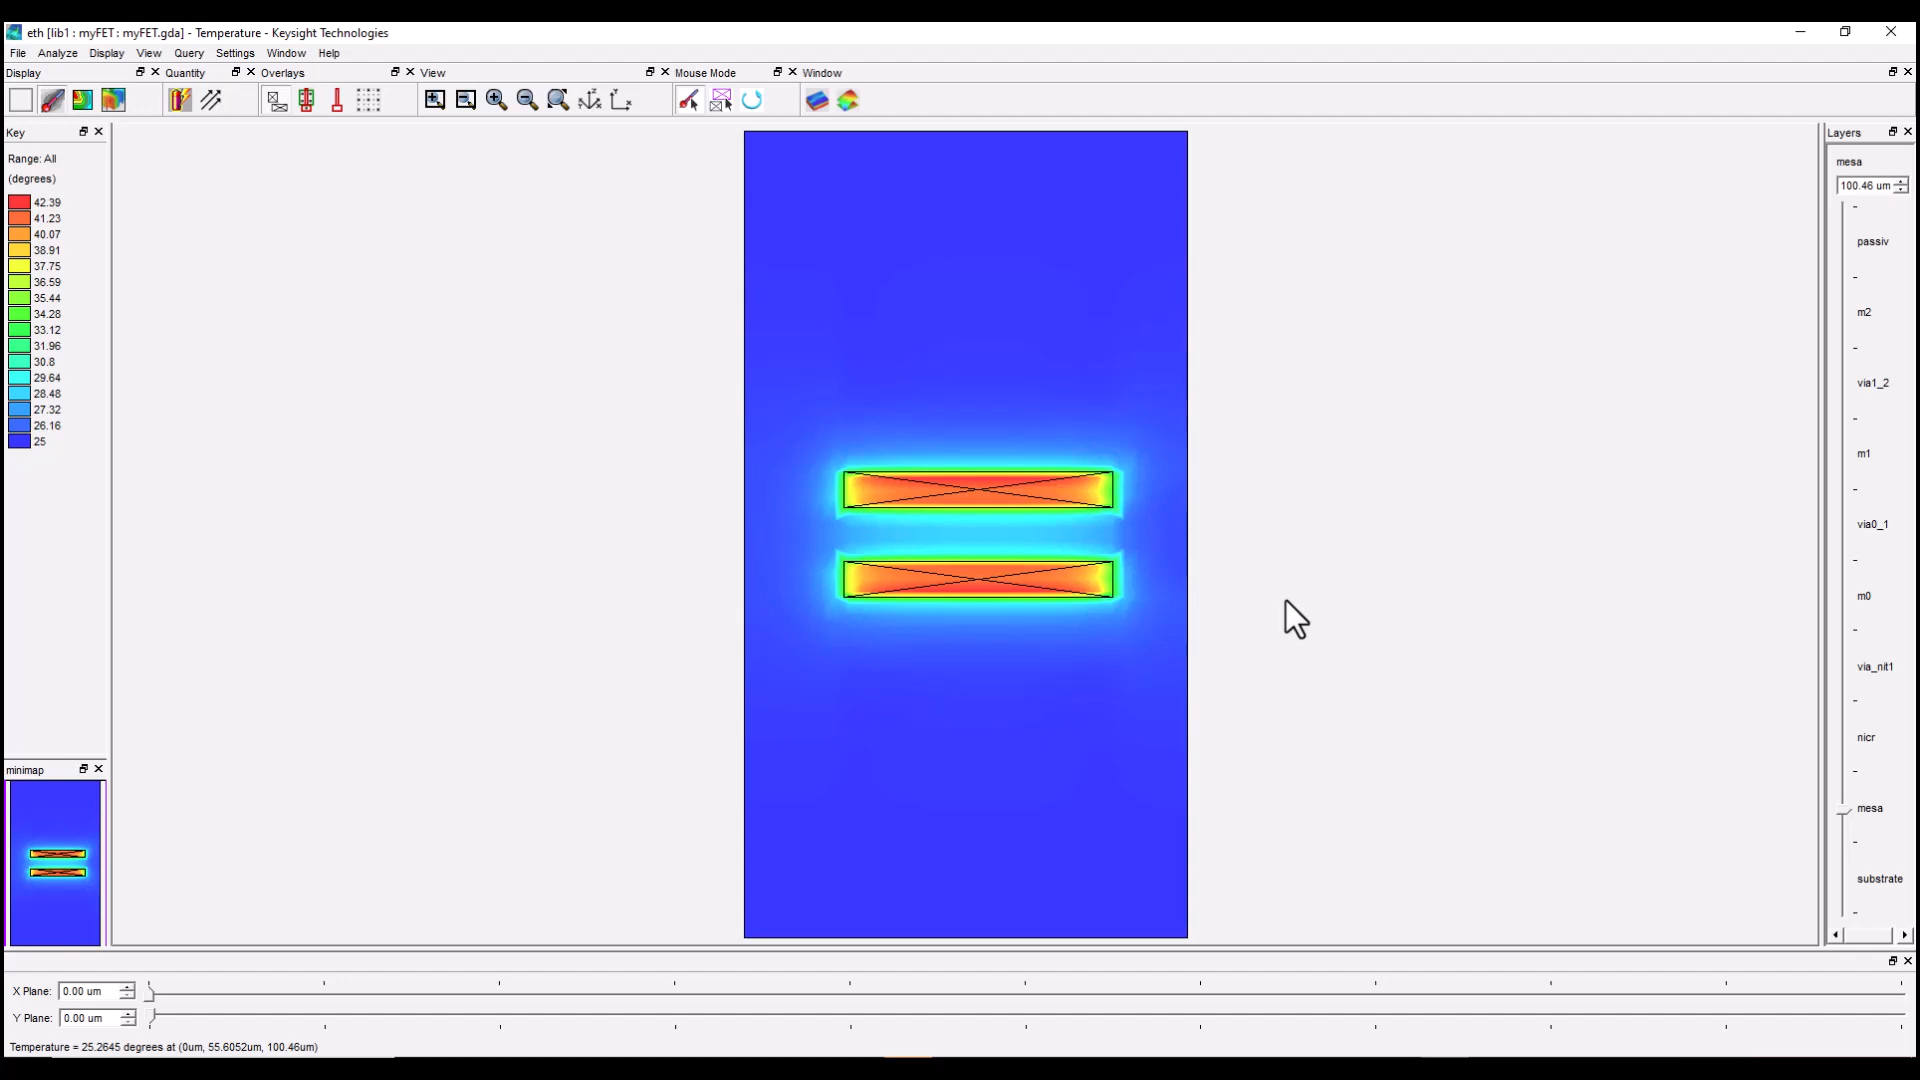 eth [lib1 : myFET : myFET.gda] - Temperature - Keysight Technologies
File Analyze Display View Query Settings Window Help
Display Quantity Overlays View Mouse Mode Window
Key
Range: All
(degrees)
42.39
41.23
40.07
38.91
37.75
36.59
35.44
34.28
33.12
31.96
30.8
29.64
28.48
27.32
26.16
25
minimap
Layers
mesa
100.46 um
passiv
m2
via1_2
m1
via0_1
m0
via_nit1
nicr
mesa
substrate
X Plane: 0.00 um
Y Plane: 0.00 um
Temperature = 25.2645 degrees at (0um, 55.6052um, 100.46um)